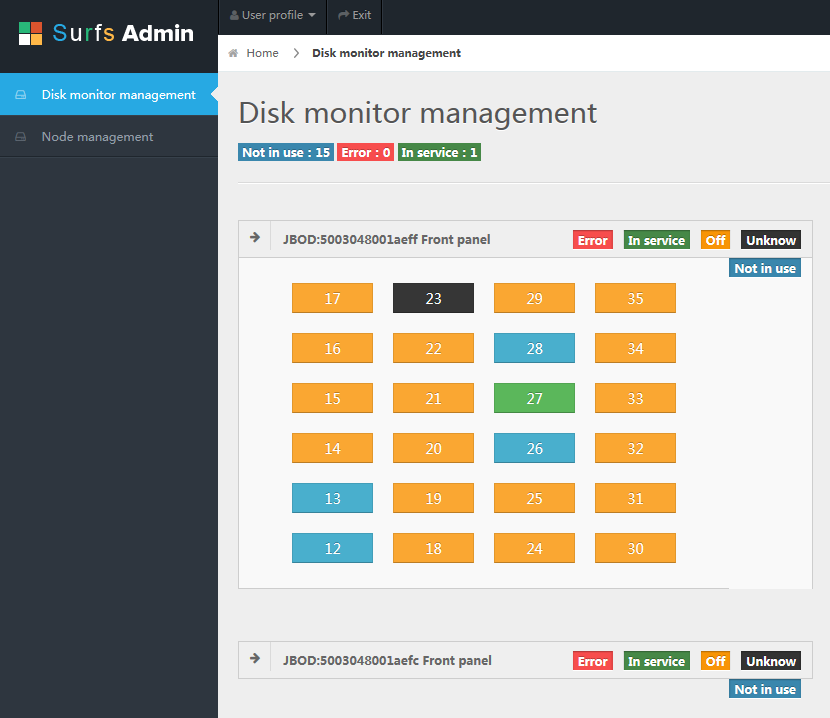 Surfs Admin
User profile
Exit
Home
Disk monitor management
Disk monitor management
Node management
Disk monitor management
Not in use : 15
Error : 0
In service : 1
JBOD:5003048001aeff Front panel
Error
In service
Off
Unknow
Not in use
17 23 29 35
16 22 28 34
15 21 27 33
14 20 26 32
13 19 25 31
12 18 24 30
JBOD:5003048001aefc Front panel
Error
In service
Off
Unknow
Not in use